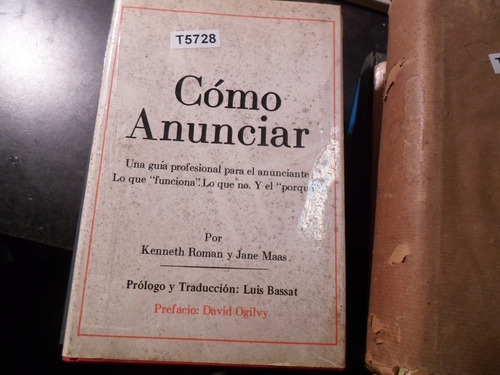 T5728
Cómo
Anunciar
Una guía profesional para el anunciante
Lo que "funciona". Lo que no. Y el "porqu
Por
Kenneth Roman y Jane Maas
Prólogo y Traducción: Luis Bassat
Prefacio: David Ogilvy
T